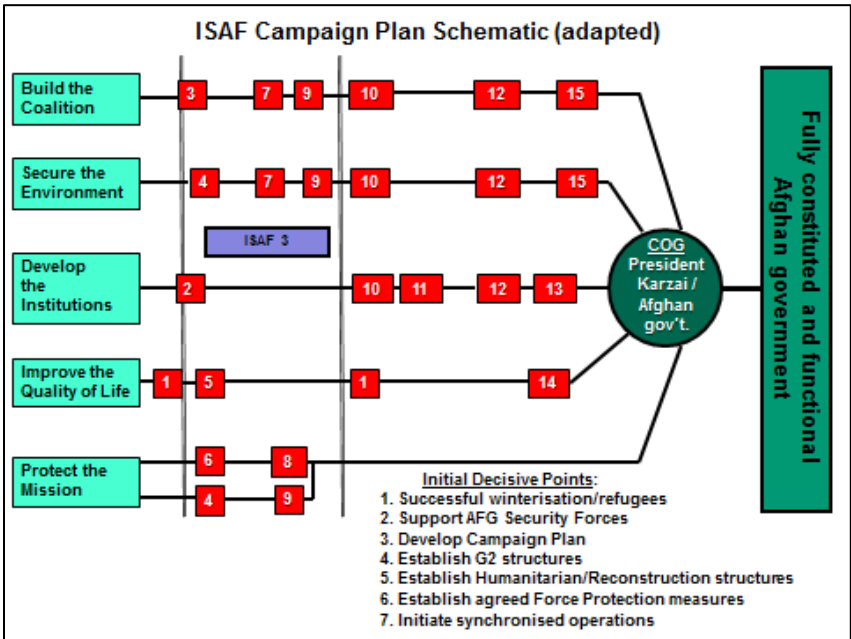 ISAF Campaign Plan Schematic (adapted)
Build the
Coalition
3
7
9
10
12
15
Secure the
Environment
4
7
9
10
12
15
ISAF 3
Develop
the
Institutions
2
10
11
12
13
Improve the
Quality of Life
1
5
1
14
Protect the
Mission
6
8
4
9
COG
President
Karzai /
Afghan
gov't.
Fully constituted and functional
Afghan government
Initial Decisive Points:
1. Successful winterisation/refugees
2. Support AFG Security Forces
3. Develop Campaign Plan
4. Establish G2 structures
5. Establish Humanitarian/Reconstruction structures
6. Establish agreed Force Protection measures
7. Initiate synchronised operations